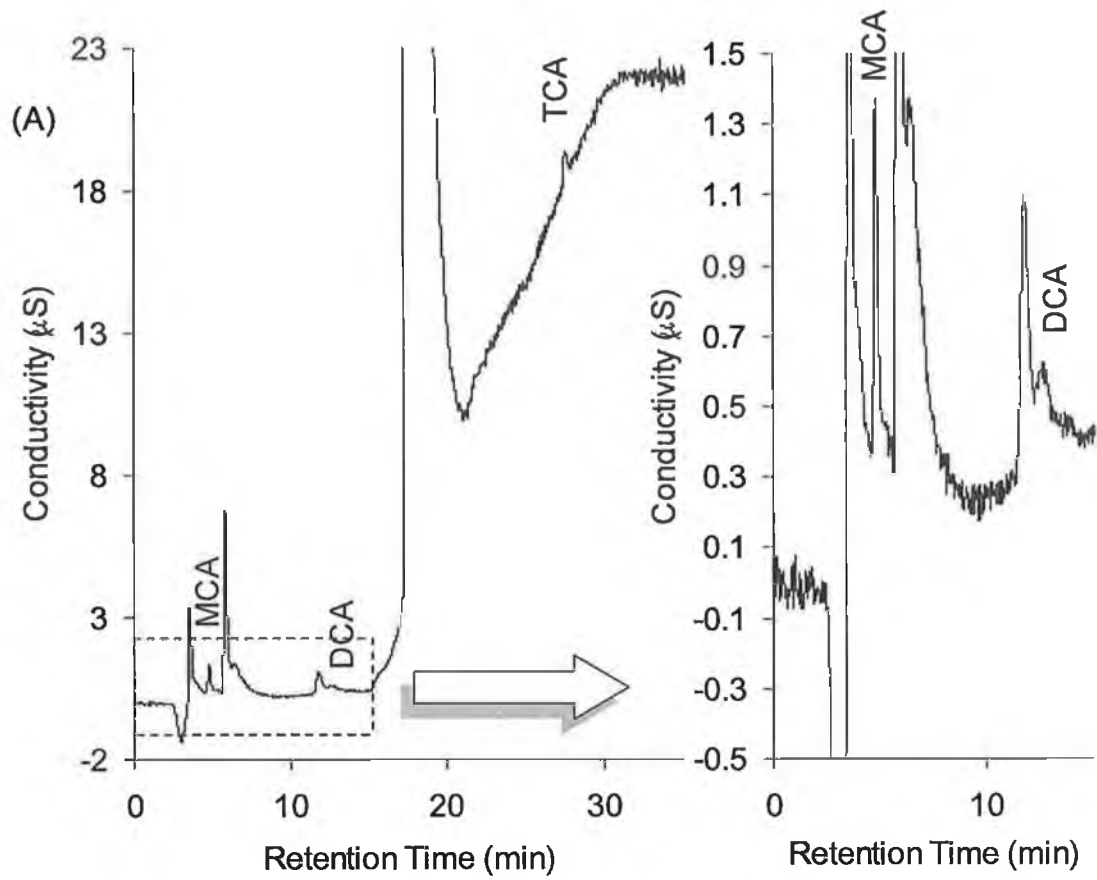 (A)
Conductivity (μS)
23
18
13
8
3
-2
0
10
20
30
Retention Time (min)
MCA
DCA
TCA
Conductivity (μS)
1.5
1.3
1.1
0.9
0.7
0.5
0.3
0.1
-0.1
-0.3
-0.5
0
10
Retention Time (min)
MCA
DCA